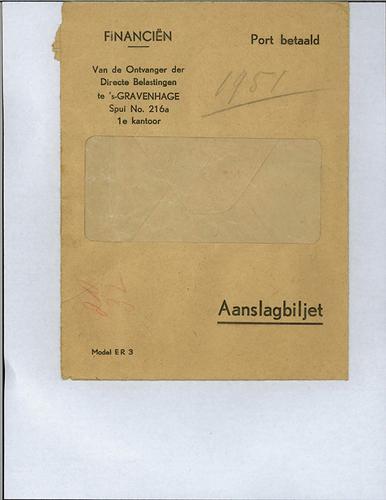 FINANCIËN
Port betaald
Van de Ontvanger der
Directe Belastingen
te 's-GRAVENHAGE
Spui No. 216a
1e kantoor
1951
Aanslagbiljet
Model E R 3